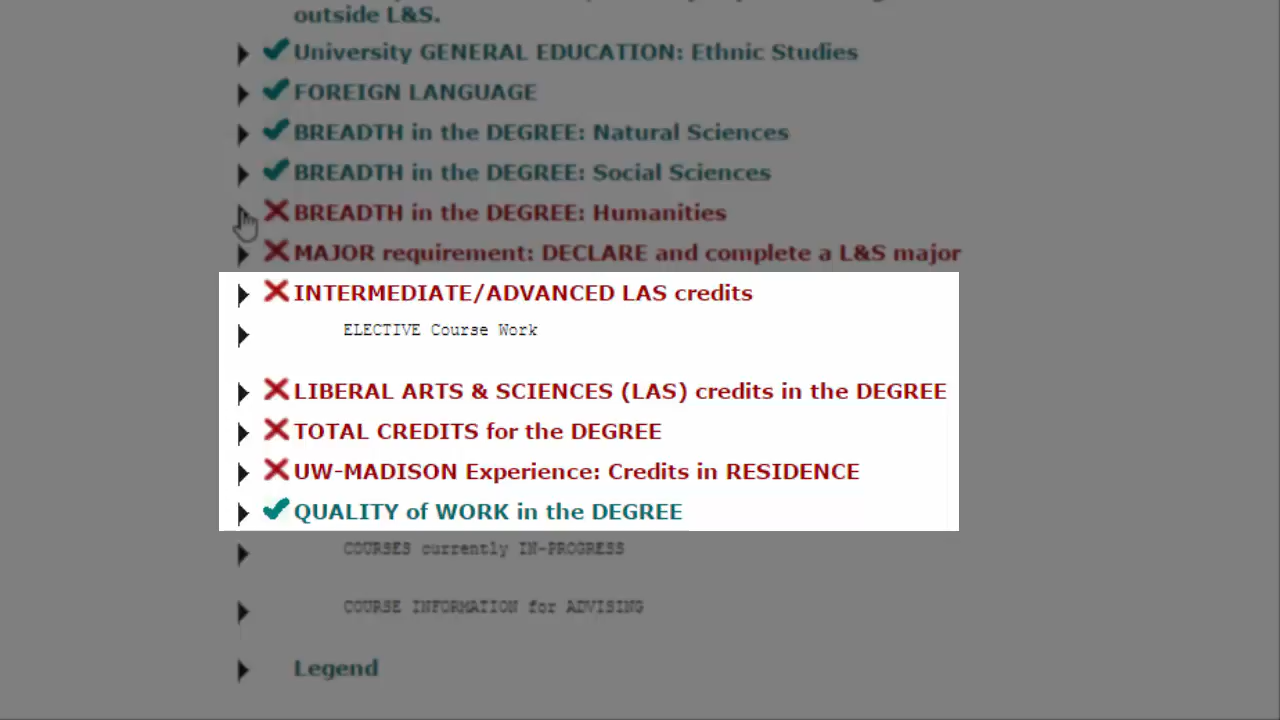 outside L&S.
University GENERAL EDUCATION: Ethnic Studies
FOREIGN LANGUAGE
BREADTH in the DEGREE: Natural Sciences
BREADTH in the DEGREE: Social Sciences
BREADTH in the DEGREE: Humanities
MAJOR requirement: DECLARE and complete a L&S major
INTERMEDIATE/ADVANCED LAS credits
ELECTIVE Course Work
LIBERAL ARTS & SCIENCES (LAS) credits in the DEGREE
TOTAL CREDITS for the DEGREE
UW-MADISON Experience: Credits in RESIDENCE
QUALITY of WORK in the DEGREE
COURSES currently IN-PROGRESS
COURSE INFORMATION for ADVISING
Legend